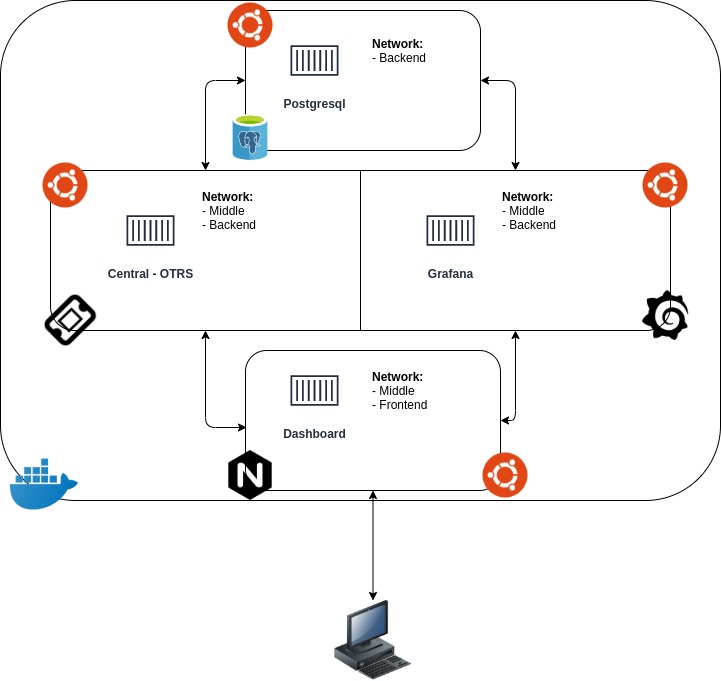 Network:
- Backend
Postgresql
Network:
- Middle
- Backend
Central - OTRS
Network:
- Middle
- Backend
Grafana
Network:
- Middle
- Frontend
Dashboard
N